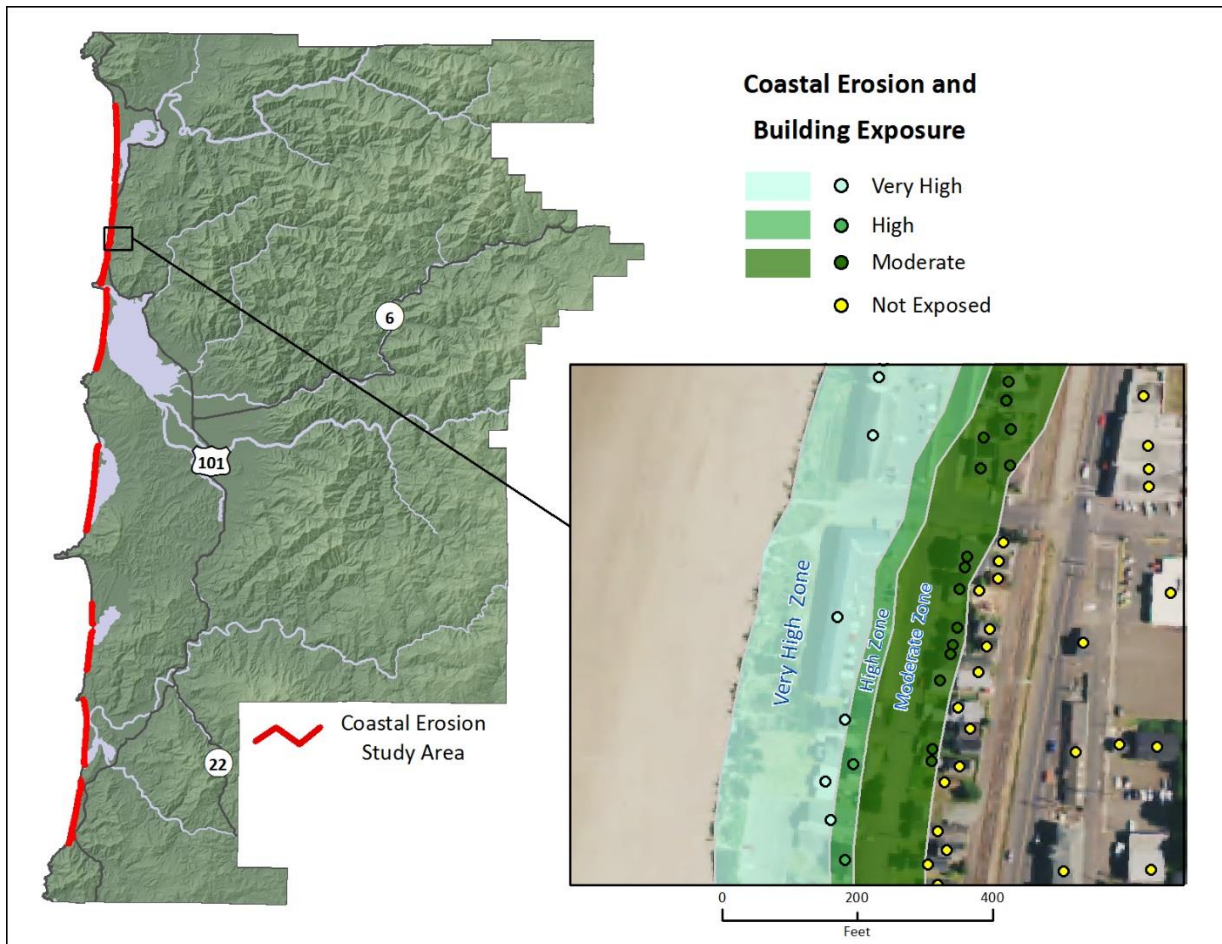 Coastal Erosion and
Building Exposure
Very High
High
Moderate
Not Exposed
6
101
22
Coastal Erosion
Study Area
Very High Zone
High Zone
Moderate Zone
0
200
400
Feet